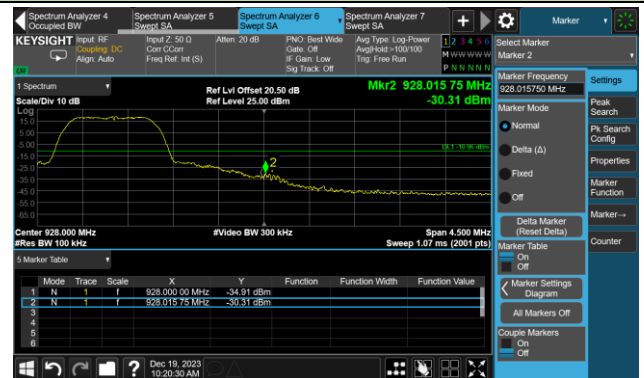 Spectrum Analyzer 4
Occupied BW
Spectrum Analyzer 5
Swept SA
Spectrum Analyzer 6
Swept SA
Spectrum Analyzer 7
Swept SA
Marker
KEYSIGHT
Input: RF
Coupling: DC
Align: Auto
Input Z: 50 Ω
Corr CCorr
Freq Ref: Int (S)
Atten: 20 dB
PNO: Best Wide
Gate: Off
IF Gain: Low
Sig Track: Off
Avg Type: Log-Power
Avg|Hold:>100/100
Trig: Free Run
1 2 3 4 5 6
M W W W W W
P N N N N N
Select Marker
Marker 2
1 Spectrum
Scale/Div 10 dB
Log
Ref Lvl Offset 20.50 dB
Ref Level 25.00 dBm
Mkr2 928.015 75 MHz
-30.31 dBm
15.0
5.00
-5.00
-15.0
-25.0
-35.0
-45.0
-55.0
-65.0
DL1 -10.96 dBm
2
Center 928.000 MHz
#Res BW 100 kHz
#Video BW 300 kHz
Span 4.500 MHz
Sweep 1.07 ms (2001 pts)
5 Marker Table
Mode Trace Scale X Y Function Function Width Function Value
1 N 1 f 928.000 00 MHz -34.91 dBm
2 N 1 f 928.015 75 MHz -30.31 dBm
3
4
5
6
Marker Frequency
928.015750 MHz
Marker Mode
Normal
Delta (Δ)
Fixed
Off
Delta Marker
(Reset Delta)
Marker Table
On
Off
Marker Settings
Diagram
All Markers Off
Couple Markers
On
Off
Settings
Peak
Search
Pk Search
Config
Properties
Marker
Function
Marker→
Counter
Dec 19, 2023
10:20:30 AM